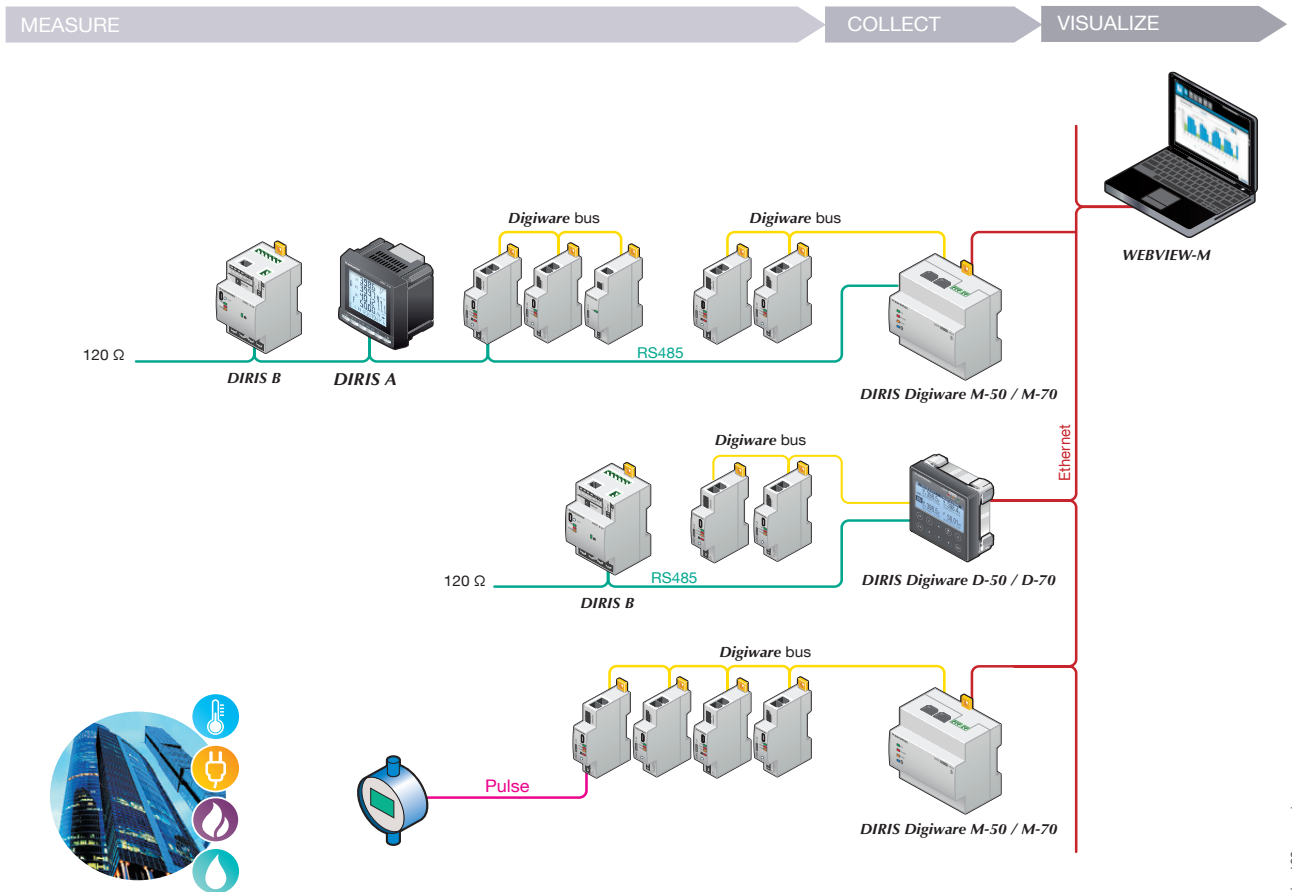 MEASURE
COLLECT
VISUALIZE
WEBVIEW-M
Digiware bus
Digiware bus
120 Ω
RS485
DIRIS B
DIRIS A
DIRIS Digiware M-50 / M-70
Ethernet
Digiware bus
120 Ω
RS485
DIRIS B
DIRIS Digiware D-50 / D-70
Digiware bus
Pulse
DIRIS Digiware M-50 / M-70